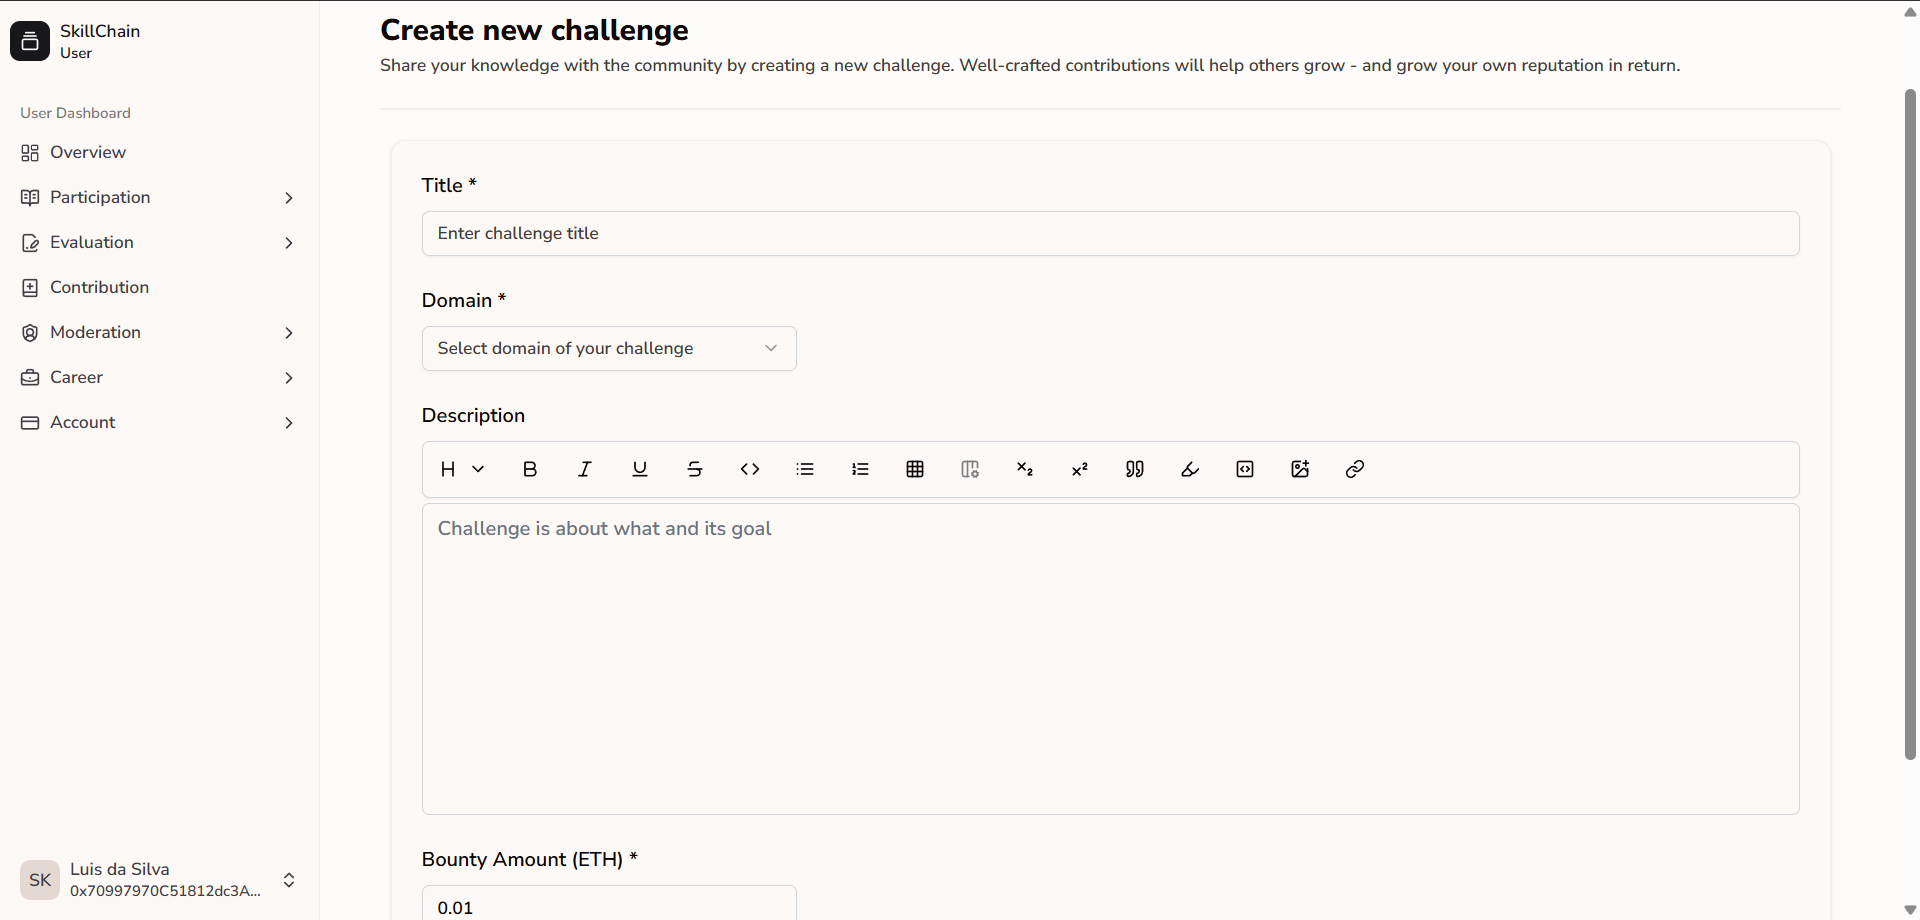 SkillChain
User
User Dashboard
Overview
Participation
Evaluation
Contribution
Moderation
Career
Account
SK
Luis da Silva
0x70997970C51812dc3A...
Create new challenge
Share your knowledge with the community by creating a new challenge. Well-crafted contributions will help others grow - and grow your own reputation in return.
Title *
Enter challenge title
Domain *
Select domain of your challenge
Description
H B I U S x₂ x²
Challenge is about what and its goal
Bounty Amount (ETH) *
0.01